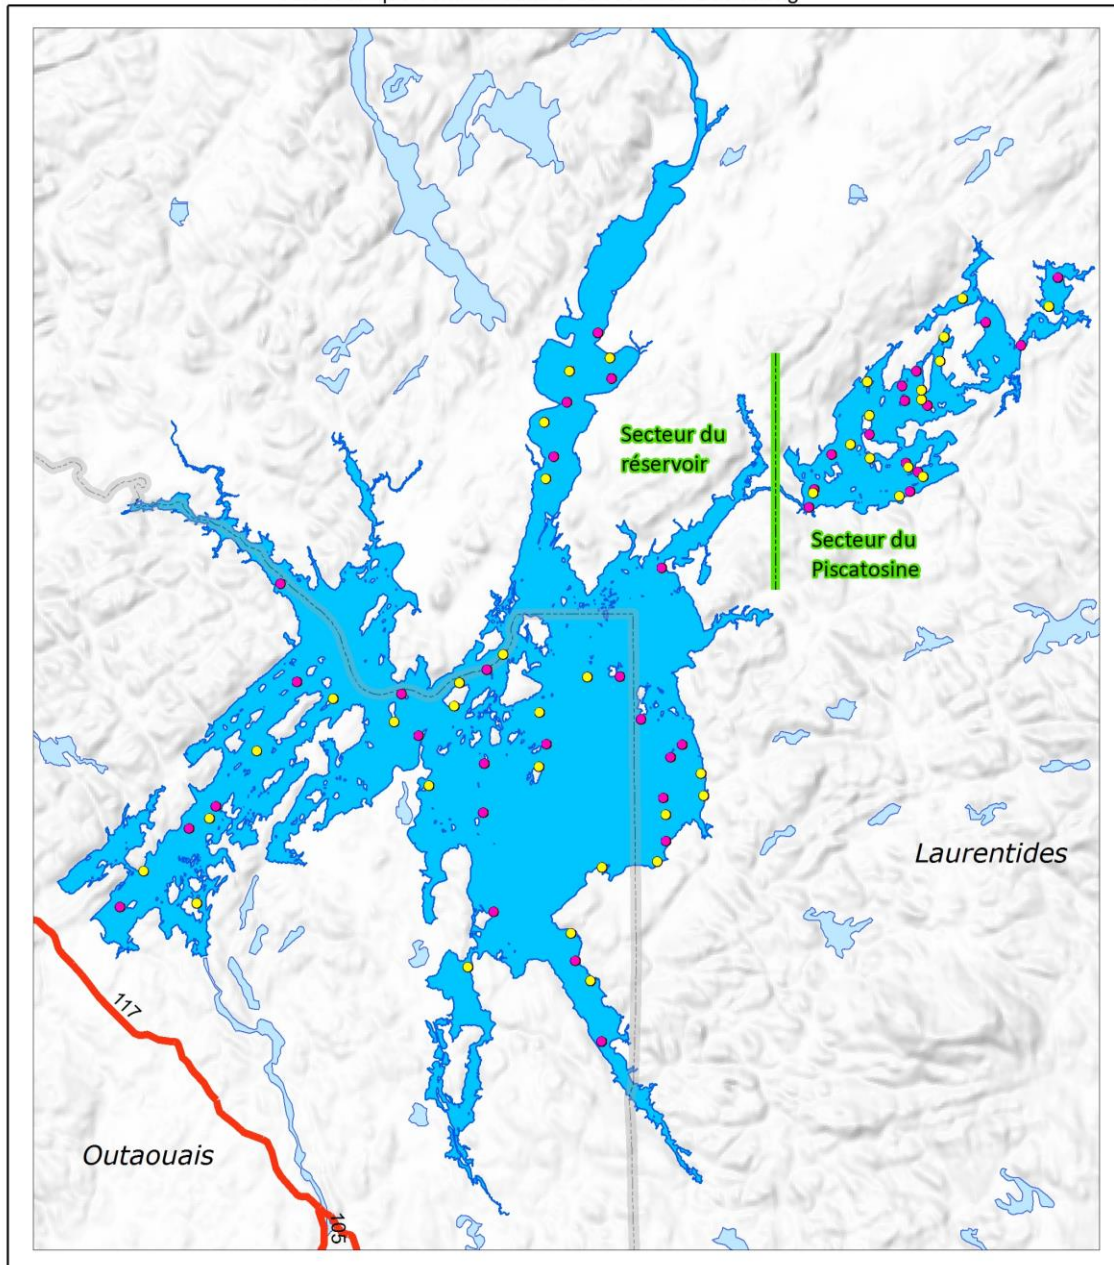 Secteur du
réservoir
Secteur du
Piscatosine
Laurentides
117
Outaouais
105